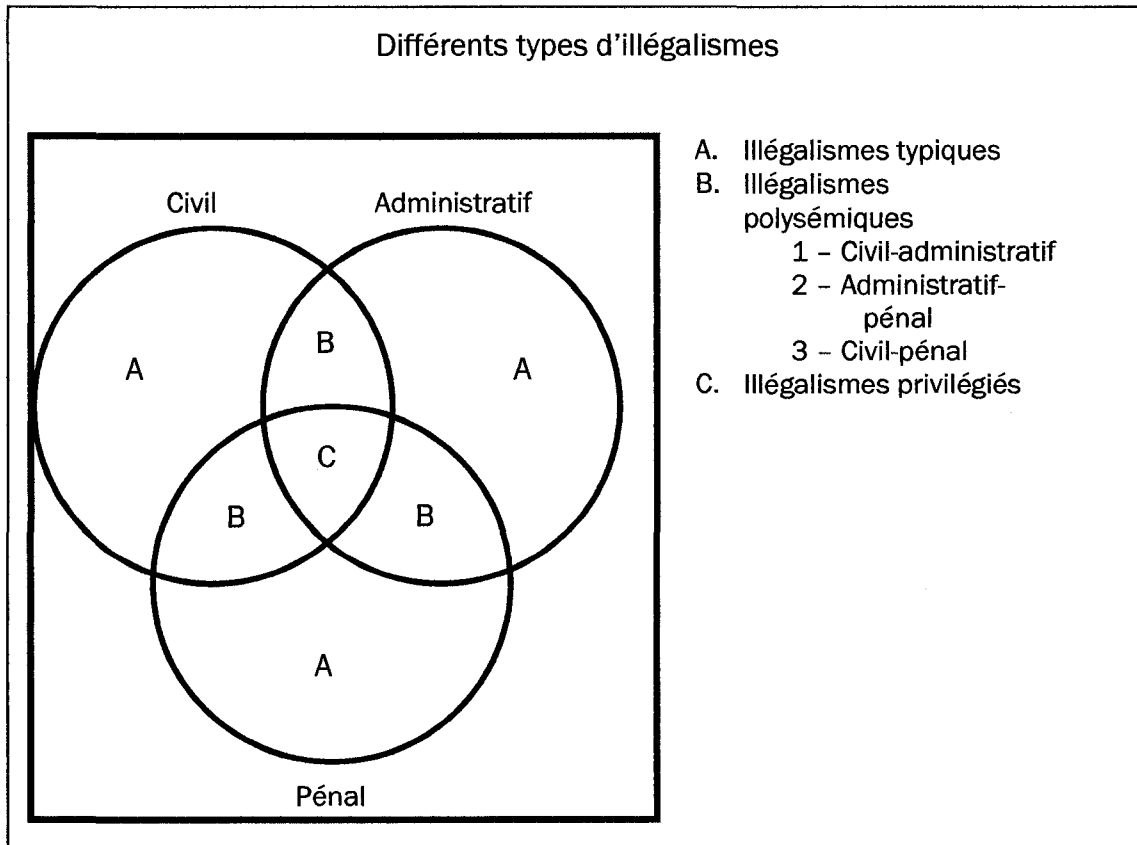 Différents types d'illégalismes
Civil
Administratif
A
B
A
C
B
B
A
Pénal
A. Illégalismes typiques
B. Illégalismes
polysémiques
1 – Civil-administratif
2 – Administratif-
pénal
3 – Civil-pénal
C. Illégalismes privilégiés